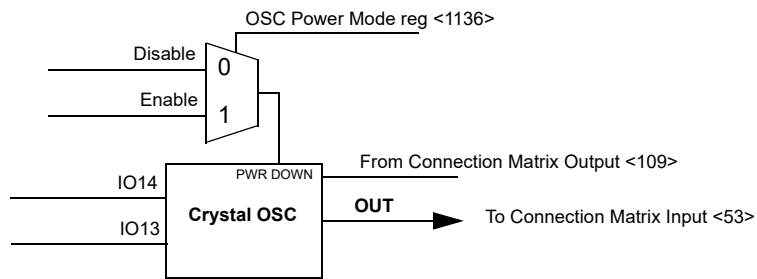 OSC Power Mode reg <1136>
Disable
0
Enable
1
PWR DOWN
From Connection Matrix Output <109>
IO14
Crystal OSC
OUT
To Connection Matrix Input <53>
IO13